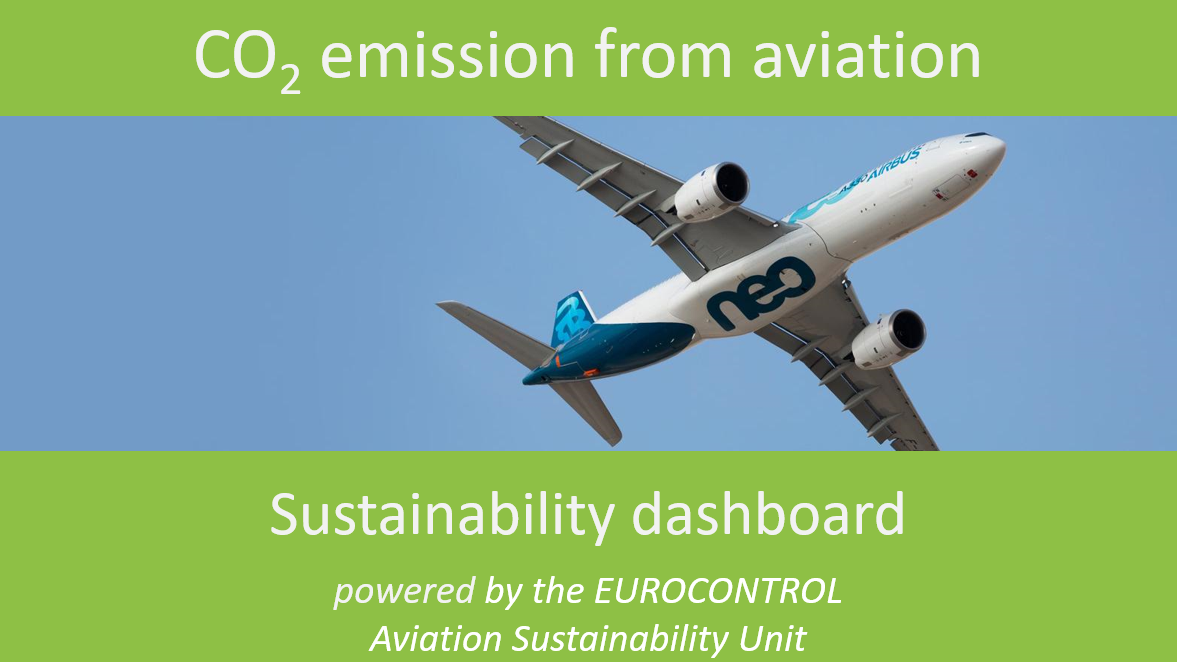 CO₂ emission from aviation
AIRBUS
neo
Sustainability dashboard
powered by the EUROCONTROL
Aviation Sustainability Unit